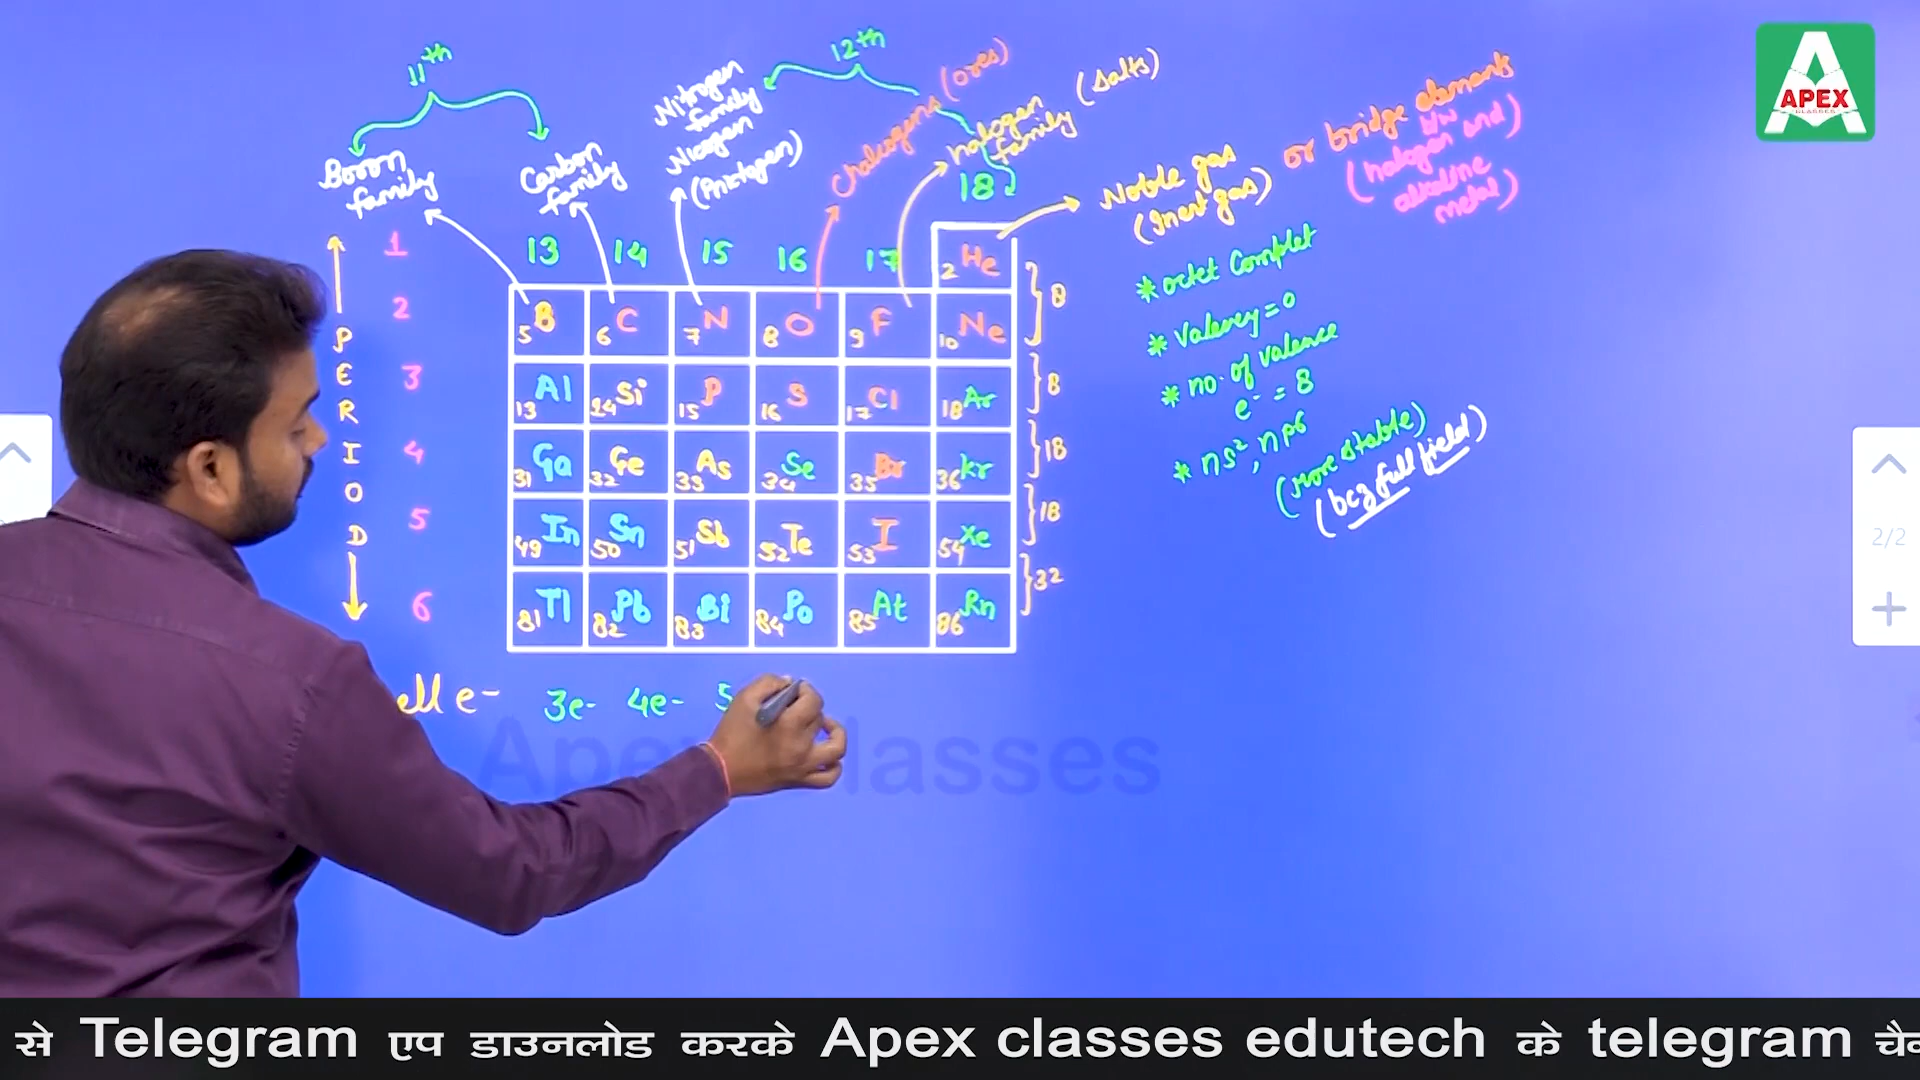 11th
12th
Boron
family
Carbon
family
Nitrogen
family
Nicogen
(Pnictogen)
Chalcogens (ores)
halogen
family
(Salts)
Noble gas
(Inert gas)
or bridge elements
(b/w
halogen and
alkaline
metal)
18
13 14 15 16 17
1 2 He
2 5 B 6 C 7 N 8 O 9 F 10 Ne
3 13 Al 14 Si 15 P 16 S 17 Cl 18 Ar
4 31 Ga 32 Ge 33 As 34 Se 35 Br 36 Kr
5 49 In 50 Sn 51 Sb 52 Te 53 I 54 Xe
6 81 Tl 82 Pb 83 Bi 84 Po 85 At 86 Rn
PERIOD
8
8
18
18
32
* octet Complet
* Valency = 0
* no. of valence
e- = 8
* ns², np6
(More stable)
(bcz full field)
ell e- 3e- 4e- 5
Apex Classes
APEX
CLASSES
2/2
से Telegram एप डाउनलोड करके Apex classes edutech के telegram चैन